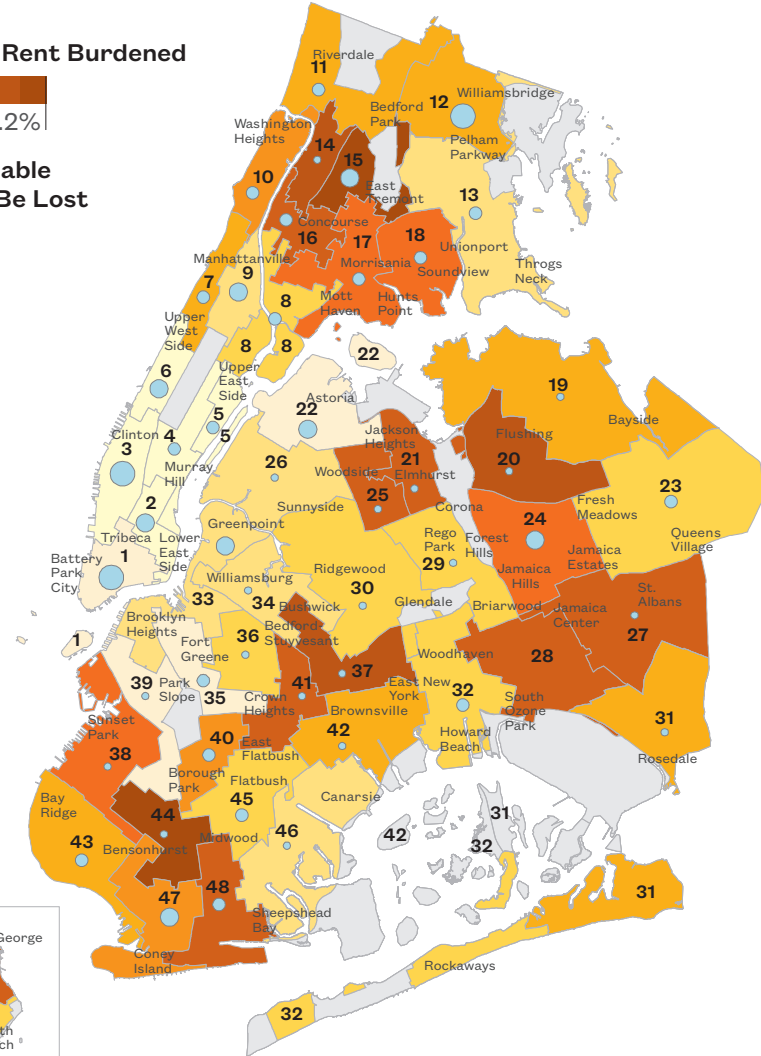 Rent Burdened
.2%
able
Be Lost
Riverdale
11
12
Williamsbridge
Bedford
Park
Washington
Heights
14
Pelham
Parkway
15
10
East
Tremont
13
Concourse
16
17
18
Unionport
Manhattanville
Morrisania
Soundview
Throgs
Neck
9
7
8
Mott
Haven
Hunts
Point
Upper
West
Side
8
8
22
6
Upper
East
Side
19
Astoria
22
5
5
Bayside
Clinton
4
3
Jackson
Heights
Flushing
21
20
26
Woodside
Elmhurst
Murray
Hill
23
25
2
Sunnyside
Corona
Fresh
Meadows
Greenpoint
24
Queens
Village
Tribeca
Lower
East
Side
Rego
Park
Forest
Hills
Jamaica
Estates
Battery
Park
City
1
29
Ridgewood
Jamaica
Hills
Williamsburg
30
St.
Albans
33
34
Bushwick
Glendale
Briarwood
Jamaica
Center
Brooklyn
Heights
Bedford-
Stuyvesant
27
1
Fort
Greene
36
Woodhaven
28
37
39
Park
Slope
41
East New
York
32
35
Crown
Heights
South
Ozone
Park
Brownsville
Sunset
Park
31
42
40
East
Flatbush
Howard
Beach
38
Rosedale
Borough
Park
Flatbush
Bay
Ridge
Canarsie
45
44
31
46
42
Midwood
43
Bensonhurst
32
48
31
47
Sheepshead
Bay
George
Coney
Island
Rockaways
32
th
ch